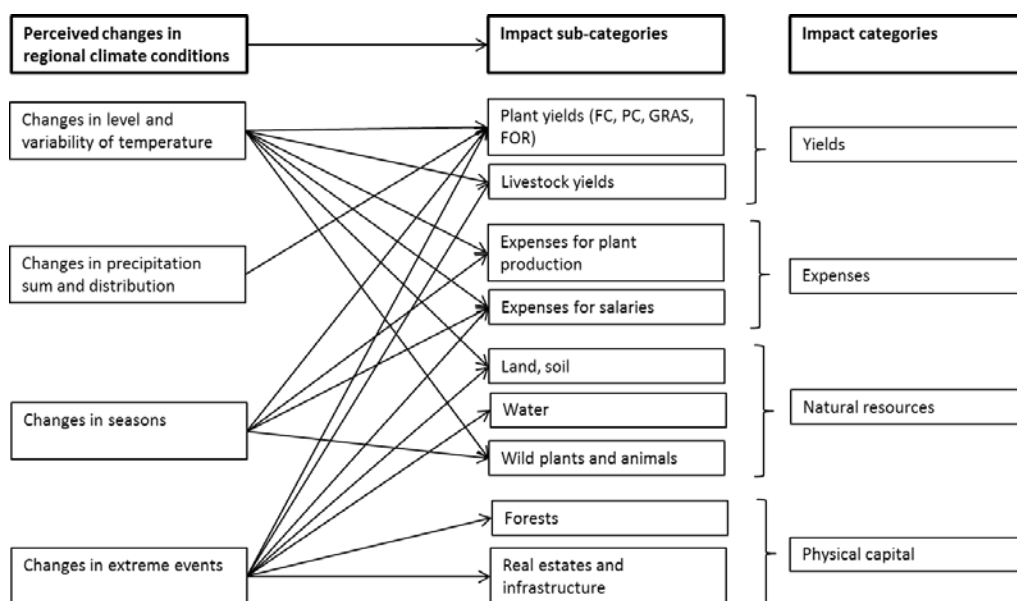 Perceived changes in
regional climate conditions
Impact sub-categories
Impact categories
Changes in level and
variability of temperature
Changes in precipitation
sum and distribution
Changes in seasons
Changes in extreme events
Plant yields (FC, PC, GRAS,
FOR)
Livestock yields
Expenses for plant
production
Expenses for salaries
Land, soil
Water
Wild plants and animals
Forests
Real estates and
infrastructure
Yields
Expenses
Natural resources
Physical capital